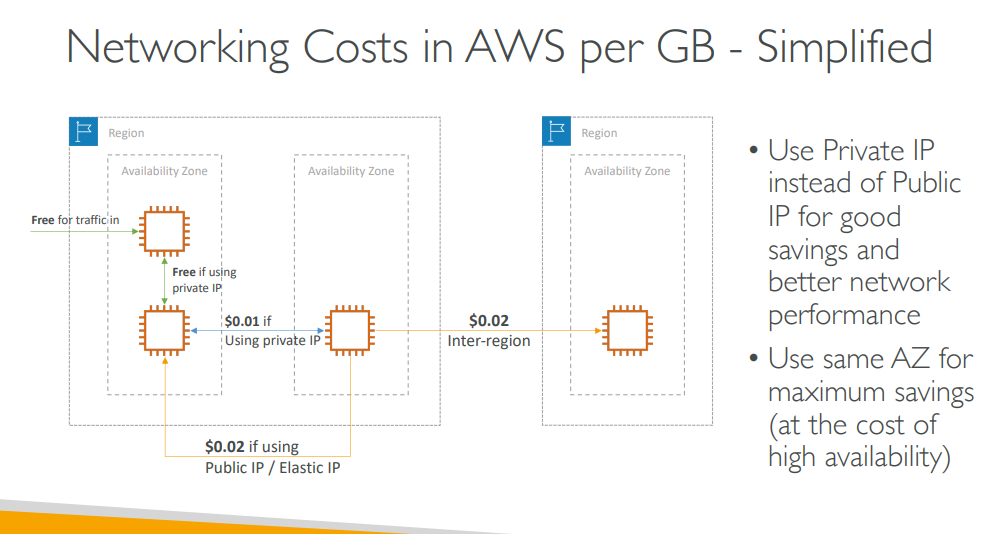 Networking Costs in AWS per GB - Simplified
Region
Availability Zone
Availability Zone
Free for traffic in
Free if using
private IP
$0.01 if
Using private IP
$0.02 if using
Public IP / Elastic IP
$0.02
Inter-region
Region
Availability Zone
• Use Private IP
instead of Public
IP for good
savings and
better network
performance
• Use same AZ for
maximum savings
(at the cost of
high availability)